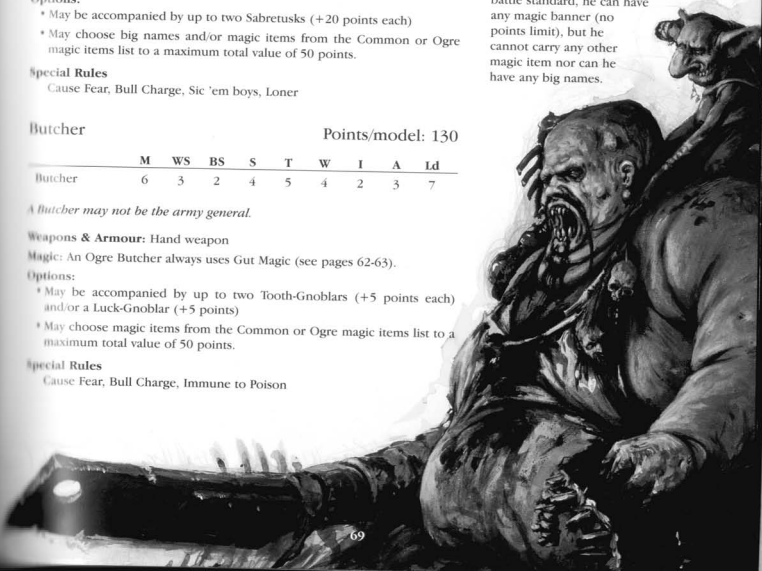 Options:
• May be accompanied by up to two Sabretusks (+20 points each)
• May choose big names and/or magic items from the Common or Ogre
magic items list to a maximum total value of 50 points.
Special Rules
Cause Fear, Bull Charge, Sic 'em boys, Loner
battle standard, he can have
any magic banner (no
points limit), but he
cannot carry any other
magic item nor can he
have any big names.
Butcher
Points/model: 130
M WS BS S T W I A Ld
Butcher 6 3 2 4 5 4 2 3 7
A Butcher may not be the army general.
Weapons & Armour: Hand weapon
Magic: An Ogre Butcher always uses Gut Magic (see pages 62-63).
Options:
• May be accompanied by up to two Tooth-Gnoblars (+5 points each)
and/or a Luck-Gnoblar (+5 points)
• May choose magic items from the Common or Ogre magic items list to a
maximum total value of 50 points.
Special Rules
Cause Fear, Bull Charge, Immune to Poison
69